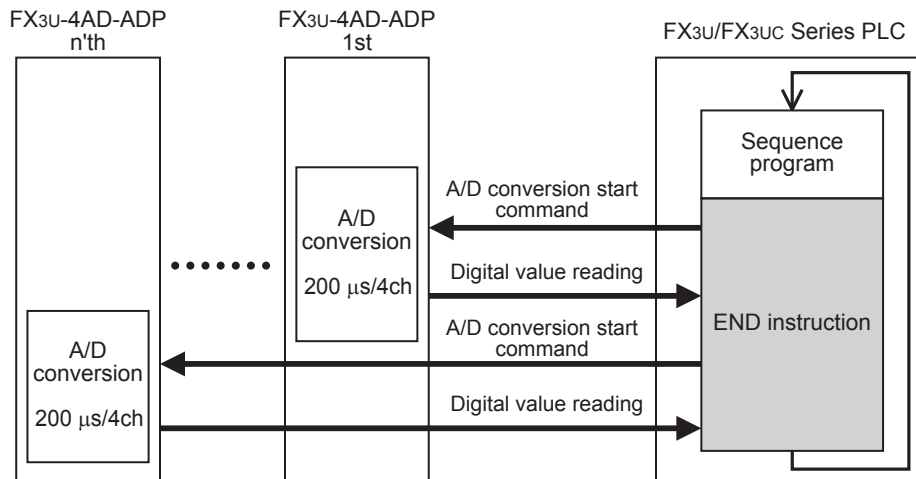 FX3U-4AD-ADP
n'th
FX3U-4AD-ADP
1st
FX3U/FX3UC Series PLC
Sequence
program
A/D conversion start
command
A/D
conversion
200 μs/4ch
Digital value reading
A/D conversion start
command
END instruction
A/D
conversion
200 μs/4ch
Digital value reading